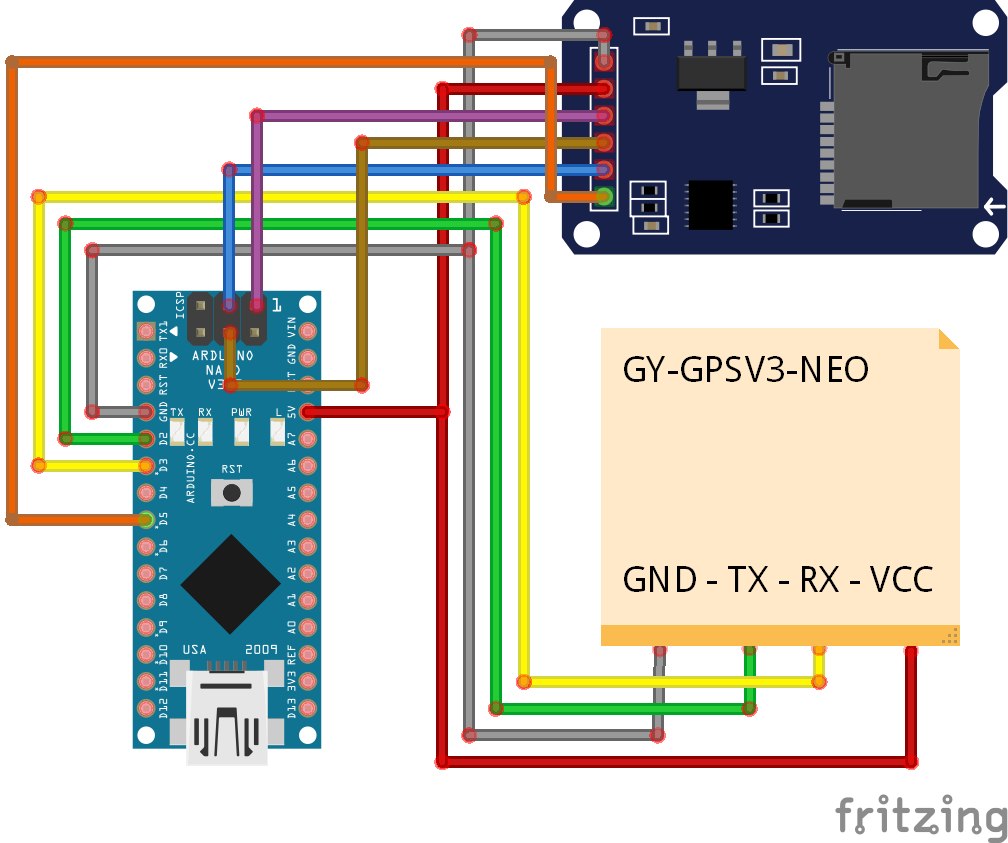 ICSP
1
TX1
RX0
RST
GND
D2
D3
D4
D5
D6
D7
D8
D9
D10
D11
D12
ARDUINO
NANO
V3.0
VIN
GND
5V
A7
A6
A5
A4
A3
A2
A1
A0
REF
3V3
D13
TX RX PWR L
ARDUINO.CC
RST
USA 2009
GY-GPSV3-NEO
GND - TX - RX - VCC
fritzing